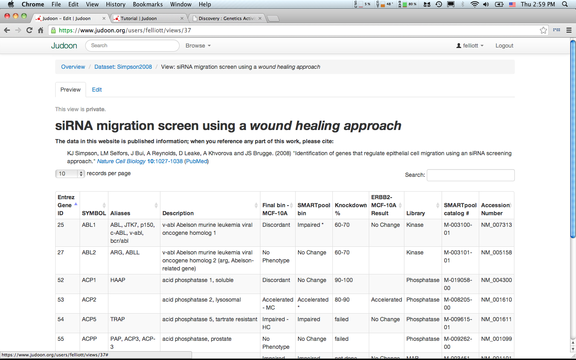 Chrome File Edit View History Bookmarks Window Help
Thu 2:59 PM
Judoon – Edit | Judoon
Tutorial | Judoon
Discovery : Genetics Activi
https://www.judoon.org/users/felliott/views/37
Judoon Search Browse felliott Logout
Overview / Dataset: Simpson2008 / View: siRNA migration screen using a wound healing approach
Preview Edit
This view is private.
siRNA migration screen using a wound healing approach
The data in this website is published information; when you reference any part of this work, please cite:
KJ Simpson, LM Selfors, J Bui, A Reynolds, D Leake, A Khvorova and JS Brugge. (2008) "Identification of genes that regulate epithelial cell migration using an siRNA screening
approach." Nature Cell Biology 10:1027-1038 (PubMed)
10 records per page Search:
Entrez Gene ID SYMBOL Aliases Description Final bin - MCF-10A SMARTpool bin Knockdown % ERBB2-MCF-10A Result Library SMARTpool catalog # Accession Number
25 ABL1 ABL, JTK7, p150, c-ABL, v-abl, bcr/abl v-abl Abelson murine leukemia viral oncogene homolog 1 Discordant Impaired * 60-70 No Change Kinase M-003100-01 NM_007313
27 ABL2 ARG, ABLL v-abl Abelson murine leukemia viral oncogene homolog 2 (arg, Abelson-related gene) No Phenotype No Change 60-70 Kinase M-003101-01 NM_005158
52 ACP1 HAAP acid phosphatase 1, soluble Discordant No Change 90-100 Phosphatase M-019058-00 NM_004300
53 ACP2 acid phosphatase 2, lysosomal Accelerated - MC Accelerated * 80-90 Accelerated Phosphatase M-008205-00 NM_001610
54 ACP5 TRAP acid phosphatase 5, tartrate resistant Impaired - HC Impaired failed No Change Phosphatase M-009615-01 NM_001611
55 ACPP PAP, ACP3, ACP-3 acid phosphatase, prostate No Phenotype No Change failed Phosphatase M-009262-00 NM_001099
https://www.judoon.org/users/felliott/views/37#